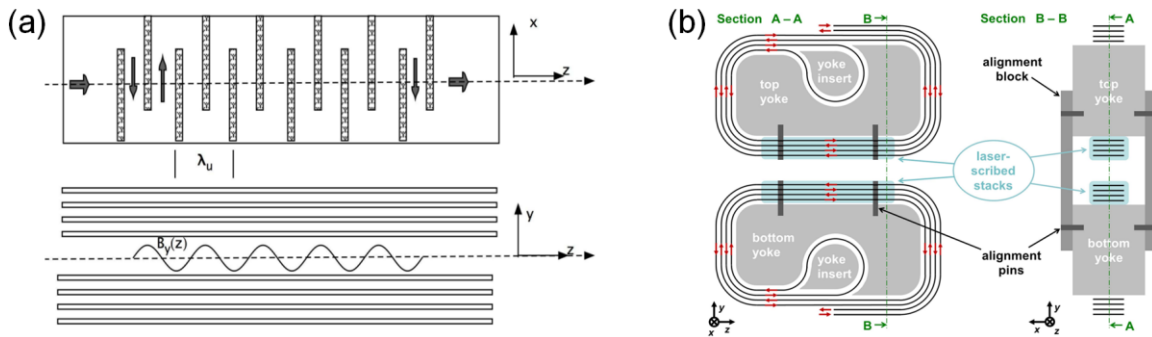 (a)
x
z
λu
y
By(z)
z
(b)
Section A – A
B
Section B – B
A
yoke
insert
top
yoke
alignment
block
top
yoke
laser-
scribed
stacks
bottom
yoke
yoke
insert
alignment
pins
bottom
yoke
y
x
z
B
y
x
z
A